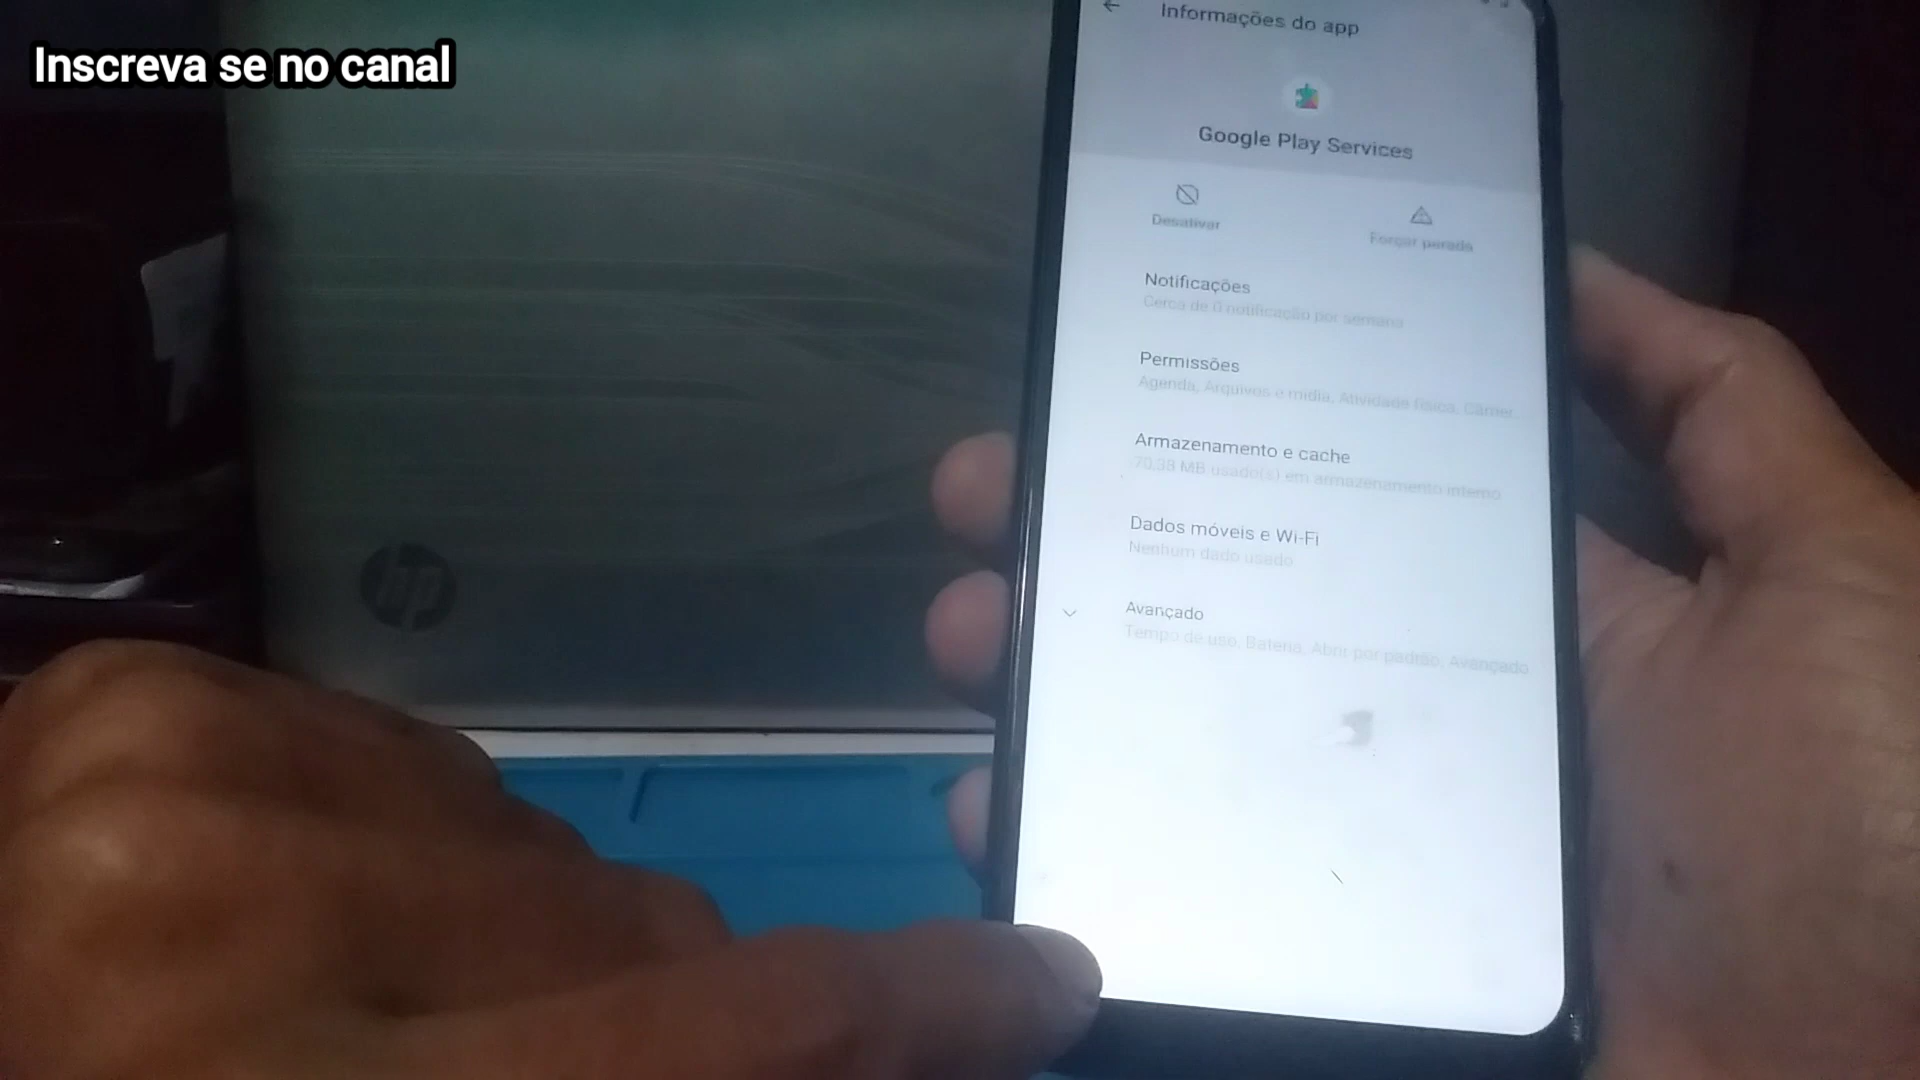 Inscreva se no canal
Informações do app
Google Play Services
Desativar
Forçar parada
Notificações
Cerca de 0 notificação por semana
Permissões
Agenda, Arquivos e mídia, Atividade física, Câmer
Armazenamento e cache
70,38 MB usado(s) em armazenamento interno
Dados móveis e Wi-Fi
Nenhum dado usado
Avançado
Tempo de uso, Bateria, Abrir por padrão, Avançado
hp